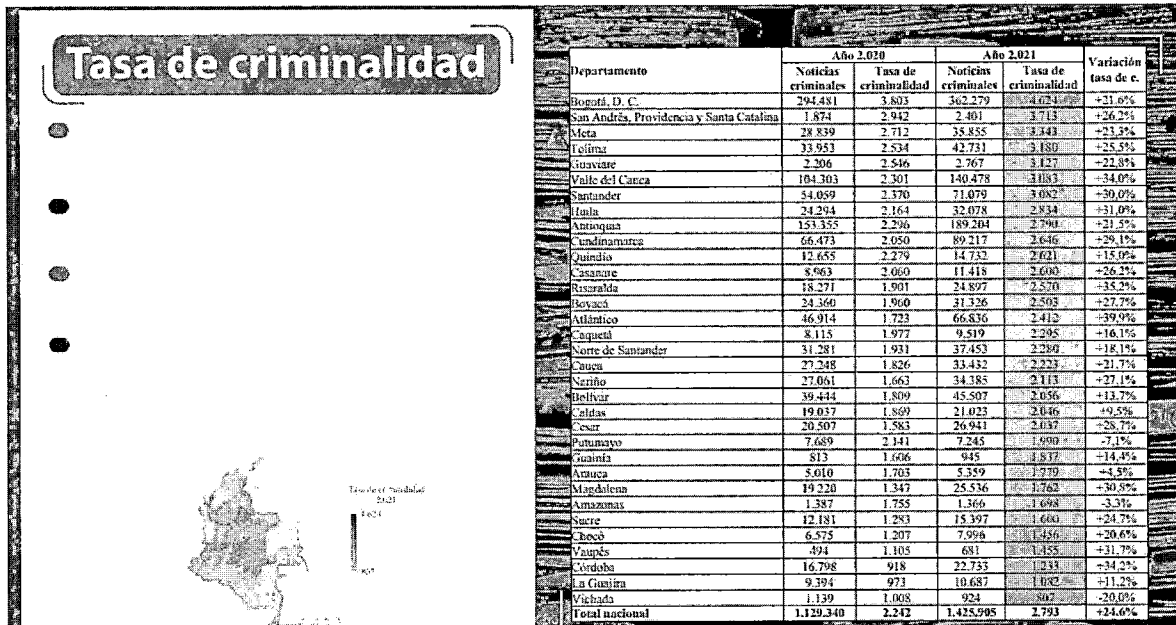 Tasa de criminalidad
2021
Departamento Año 2.020 Año 2.021 Variación tasa de c.
Noticias criminales Tasa de criminalidad Noticias criminales Tasa de criminalidad
Bogotá, D. C. 294.481 3.803 362.279 4.624 +21,6%
San Andrés, Providencia y Santa Catalina 1.874 2.942 2.401 3.713 +26,2%
Meta 28.839 2.712 35.855 3.343 +23,3%
Tolima 33.953 2.534 42.731 3.180 +25,5%
Guaviare 2.206 2.546 2.767 3.127 +22,8%
Valle del Cauca 104.303 2.301 140.478 3.083 +34,0%
Santander 54.059 2.370 71.079 3.082 +30,0%
Huila 24.294 2.164 32.078 2.834 +31,0%
Antioquia 153.355 2.296 189.204 2.790 +21,5%
Cundinamarca 66.473 2.050 89.217 2.646 +29,1%
Quindío 12.655 2.279 14.732 2.621 +15,0%
Casanare 8.963 2.060 11.418 2.600 +26,2%
Risaralda 18.271 1.901 24.897 2.570 +35,2%
Boyacá 24.360 1.960 31.326 2.503 +27,7%
Atlántico 46.914 1.723 66.836 2.412 +39,9%
Caquetá 8.115 1.977 9.519 2.295 +16,1%
Norte de Santander 31.281 1.931 37.453 2.280 +18,1%
Cauca 27.248 1.826 33.432 2.223 +21,7%
Nariño 27.061 1.663 34.385 2.113 +27,1%
Bolívar 39.444 1.809 45.507 2.056 +13,7%
Caldas 19.037 1.869 21.023 2.046 +9,5%
Cesar 20.507 1.583 26.941 2.037 +28,7%
Putumayo 7.689 2.141 7.245 1.990 -7,1%
Guainía 813 1.606 945 1.837 +14,4%
Arauca 5.010 1.703 5.359 1.779 +4,5%
Magdalena 19.220 1.347 25.536 1.762 +30,8%
Amazonas 1.387 1.755 1.366 1.698 -3,3%
Sucre 12.181 1.283 15.397 1.600 +24,7%
Chocó 6.575 1.207 7.996 1.456 +20,6%
Vaupés 494 1.105 681 1.455 +31,7%
Córdoba 16.798 918 22.733 1.233 +34,2%
La Guajira 9.394 973 10.687 1.082 +11,2%
Vichada 1.139 1.008 924 807 -20,0%
Total nacional 1.129.340 2.242 1.425.905 2.793 +24,6%